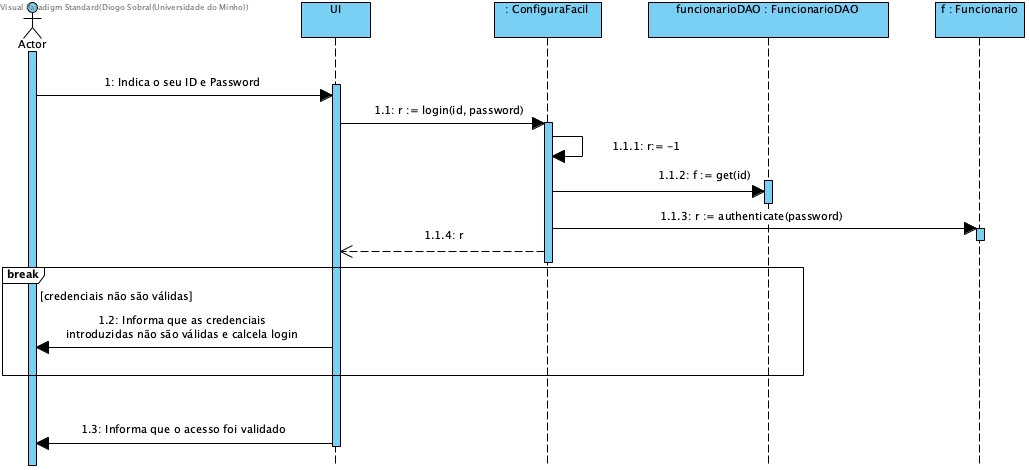 Visual Paradigm Standard(Diogo Sobral(Universidade do Minho))
UI
: ConfiguraFacil
funcionarioDAO : FuncionarioDAO
f : Funcionario
Actor
1: Indica o seu ID e Password
1.1: r := login(id, password)
1.1.1: r:= -1
1.1.2: f := get(id)
1.1.3: r := authenticate(password)
1.1.4: r
break
[credenciais não são válidas]
1.2: Informa que as credenciais
introduzidas não são válidas e calcela login
1.3: Informa que o acesso foi validado